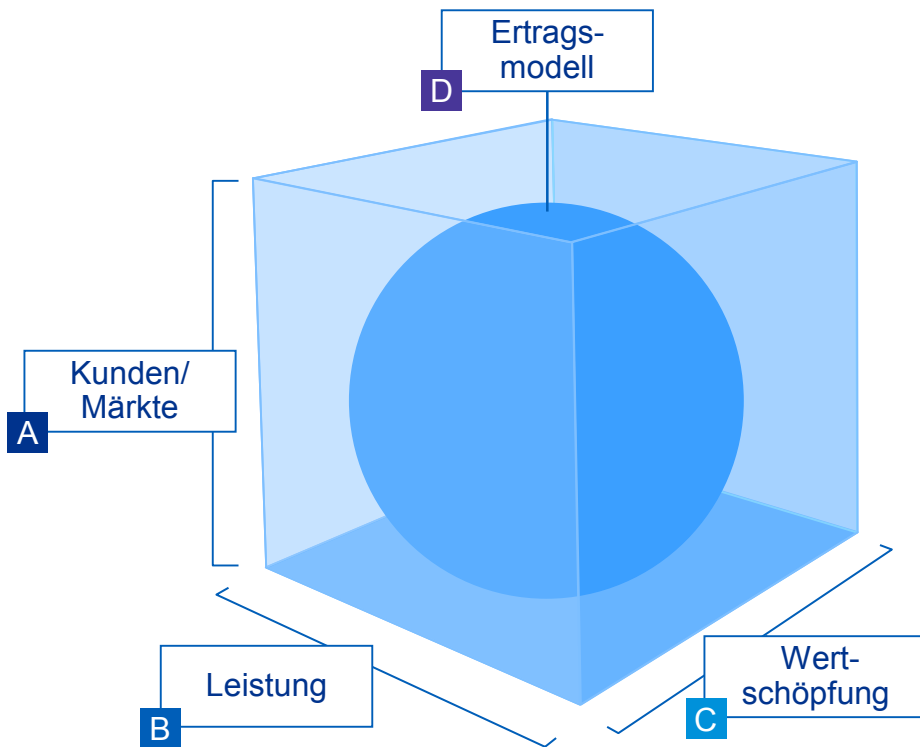 Ertrags-
modell
D
Kunden/
Märkte
A
Leistung
B
Wert-
schöpfung
C